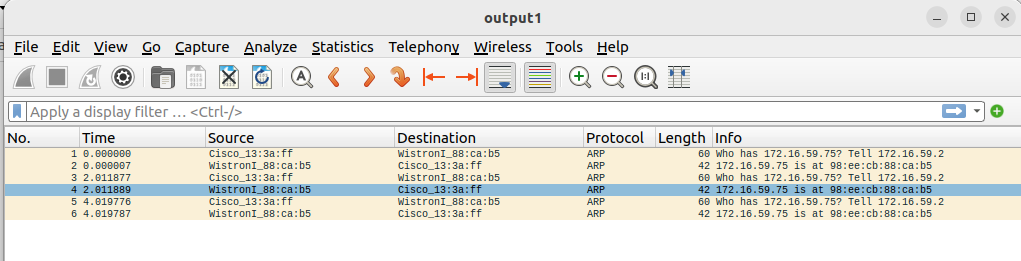 output1
File Edit View Go Capture Analyze Statistics Telephony Wireless Tools Help
Apply a display filter … <Ctrl-/>
No. Time Source Destination Protocol Length Info
1 0.000000 Cisco_13:3a:ff WistronI_88:ca:b5 ARP 60 Who has 172.16.59.75? Tell 172.16.59.2
2 0.000007 WistronI_88:ca:b5 Cisco_13:3a:ff ARP 42 172.16.59.75 is at 98:ee:cb:88:ca:b5
3 2.011877 Cisco_13:3a:ff WistronI_88:ca:b5 ARP 60 Who has 172.16.59.75? Tell 172.16.59.2
4 2.011889 WistronI_88:ca:b5 Cisco_13:3a:ff ARP 42 172.16.59.75 is at 98:ee:cb:88:ca:b5
5 4.019776 Cisco_13:3a:ff WistronI_88:ca:b5 ARP 60 Who has 172.16.59.75? Tell 172.16.59.2
6 4.019787 WistronI_88:ca:b5 Cisco_13:3a:ff ARP 42 172.16.59.75 is at 98:ee:cb:88:ca:b5